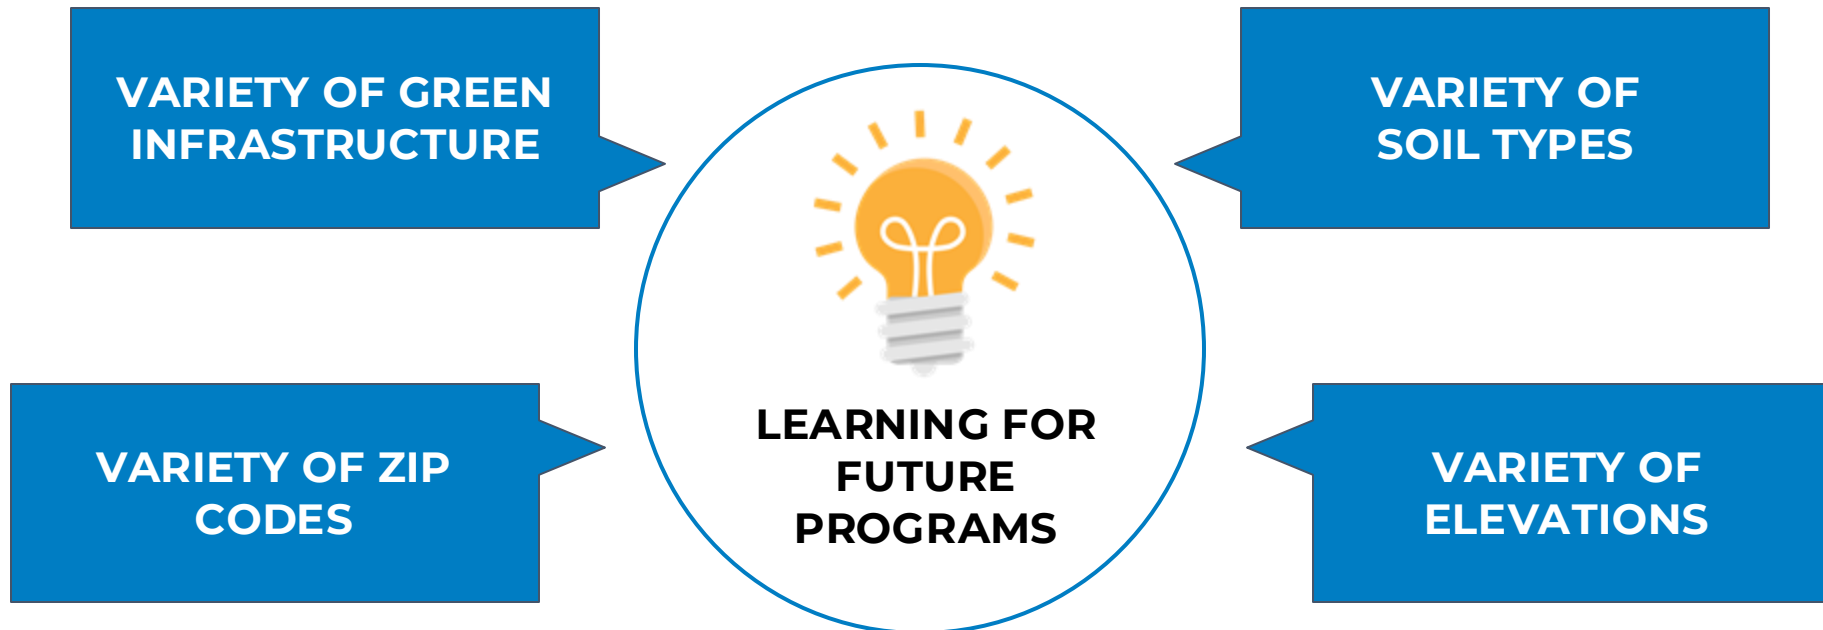 VARIETY OF GREEN
INFRASTRUCTURE
VARIETY OF
SOIL TYPES
LEARNING FOR
FUTURE
PROGRAMS
VARIETY OF ZIP
CODES
VARIETY OF
ELEVATIONS